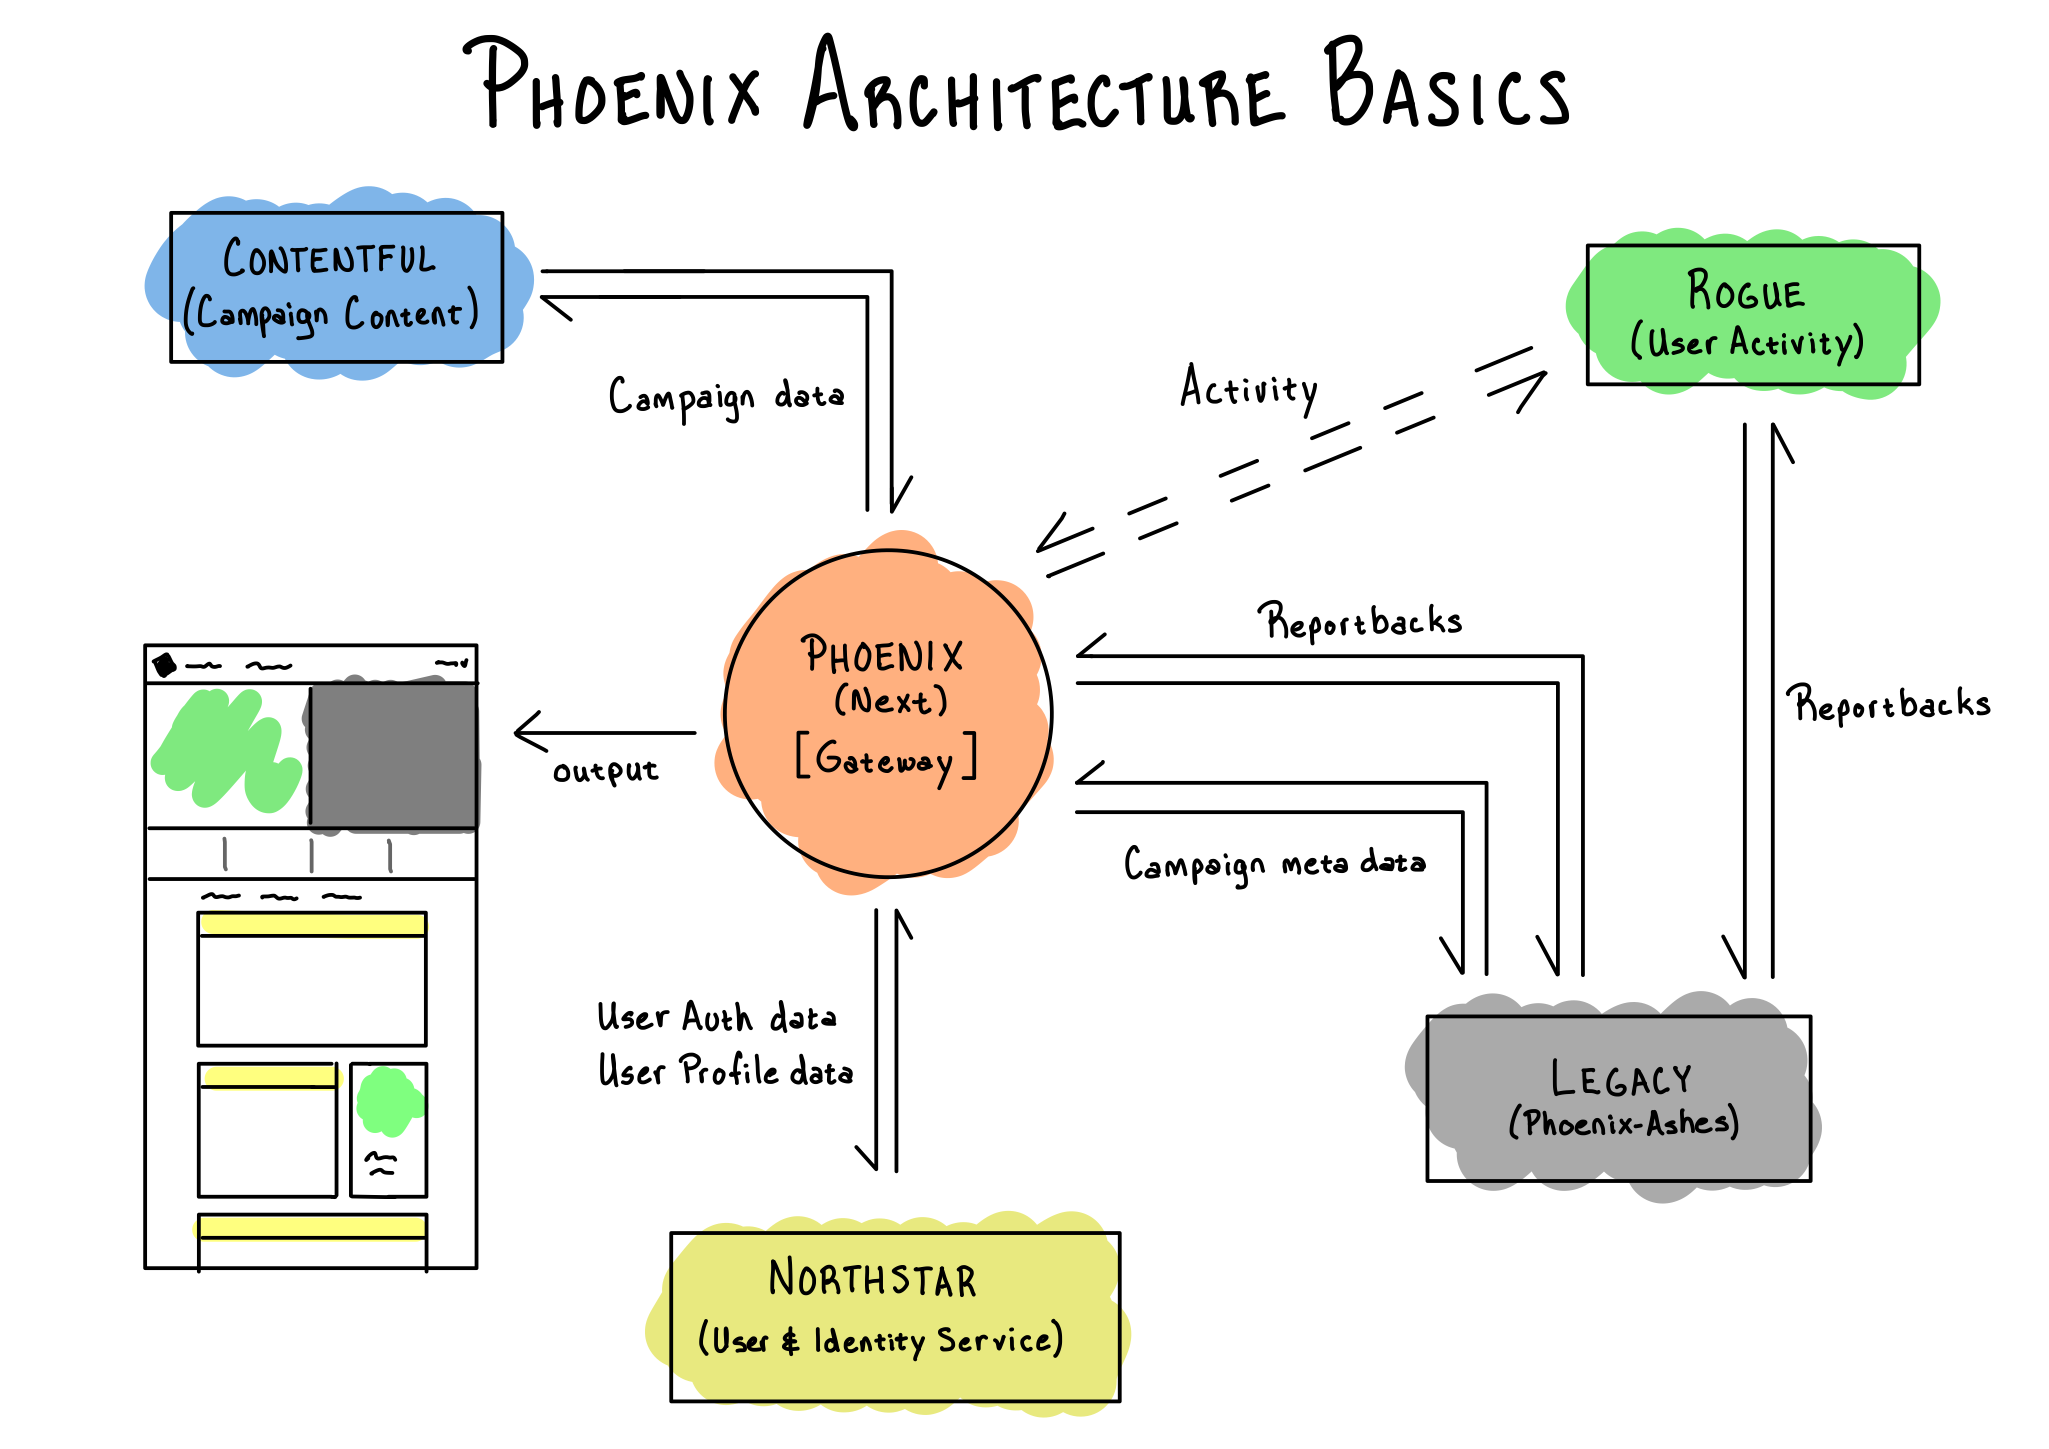 PHOENIX ARCHITECTURE BASICS
CONTENTFUL
(Campaign Content)
Campaign data
ROGUE
(User Activity)
Activity
PHOENIX
(Next)
[Gateway]
output
Reportbacks
Reportbacks
Campaign meta data
User Auth data
User Profile data
LEGACY
(Phoenix-Ashes)
NORTHSTAR
(User & Identity Service)